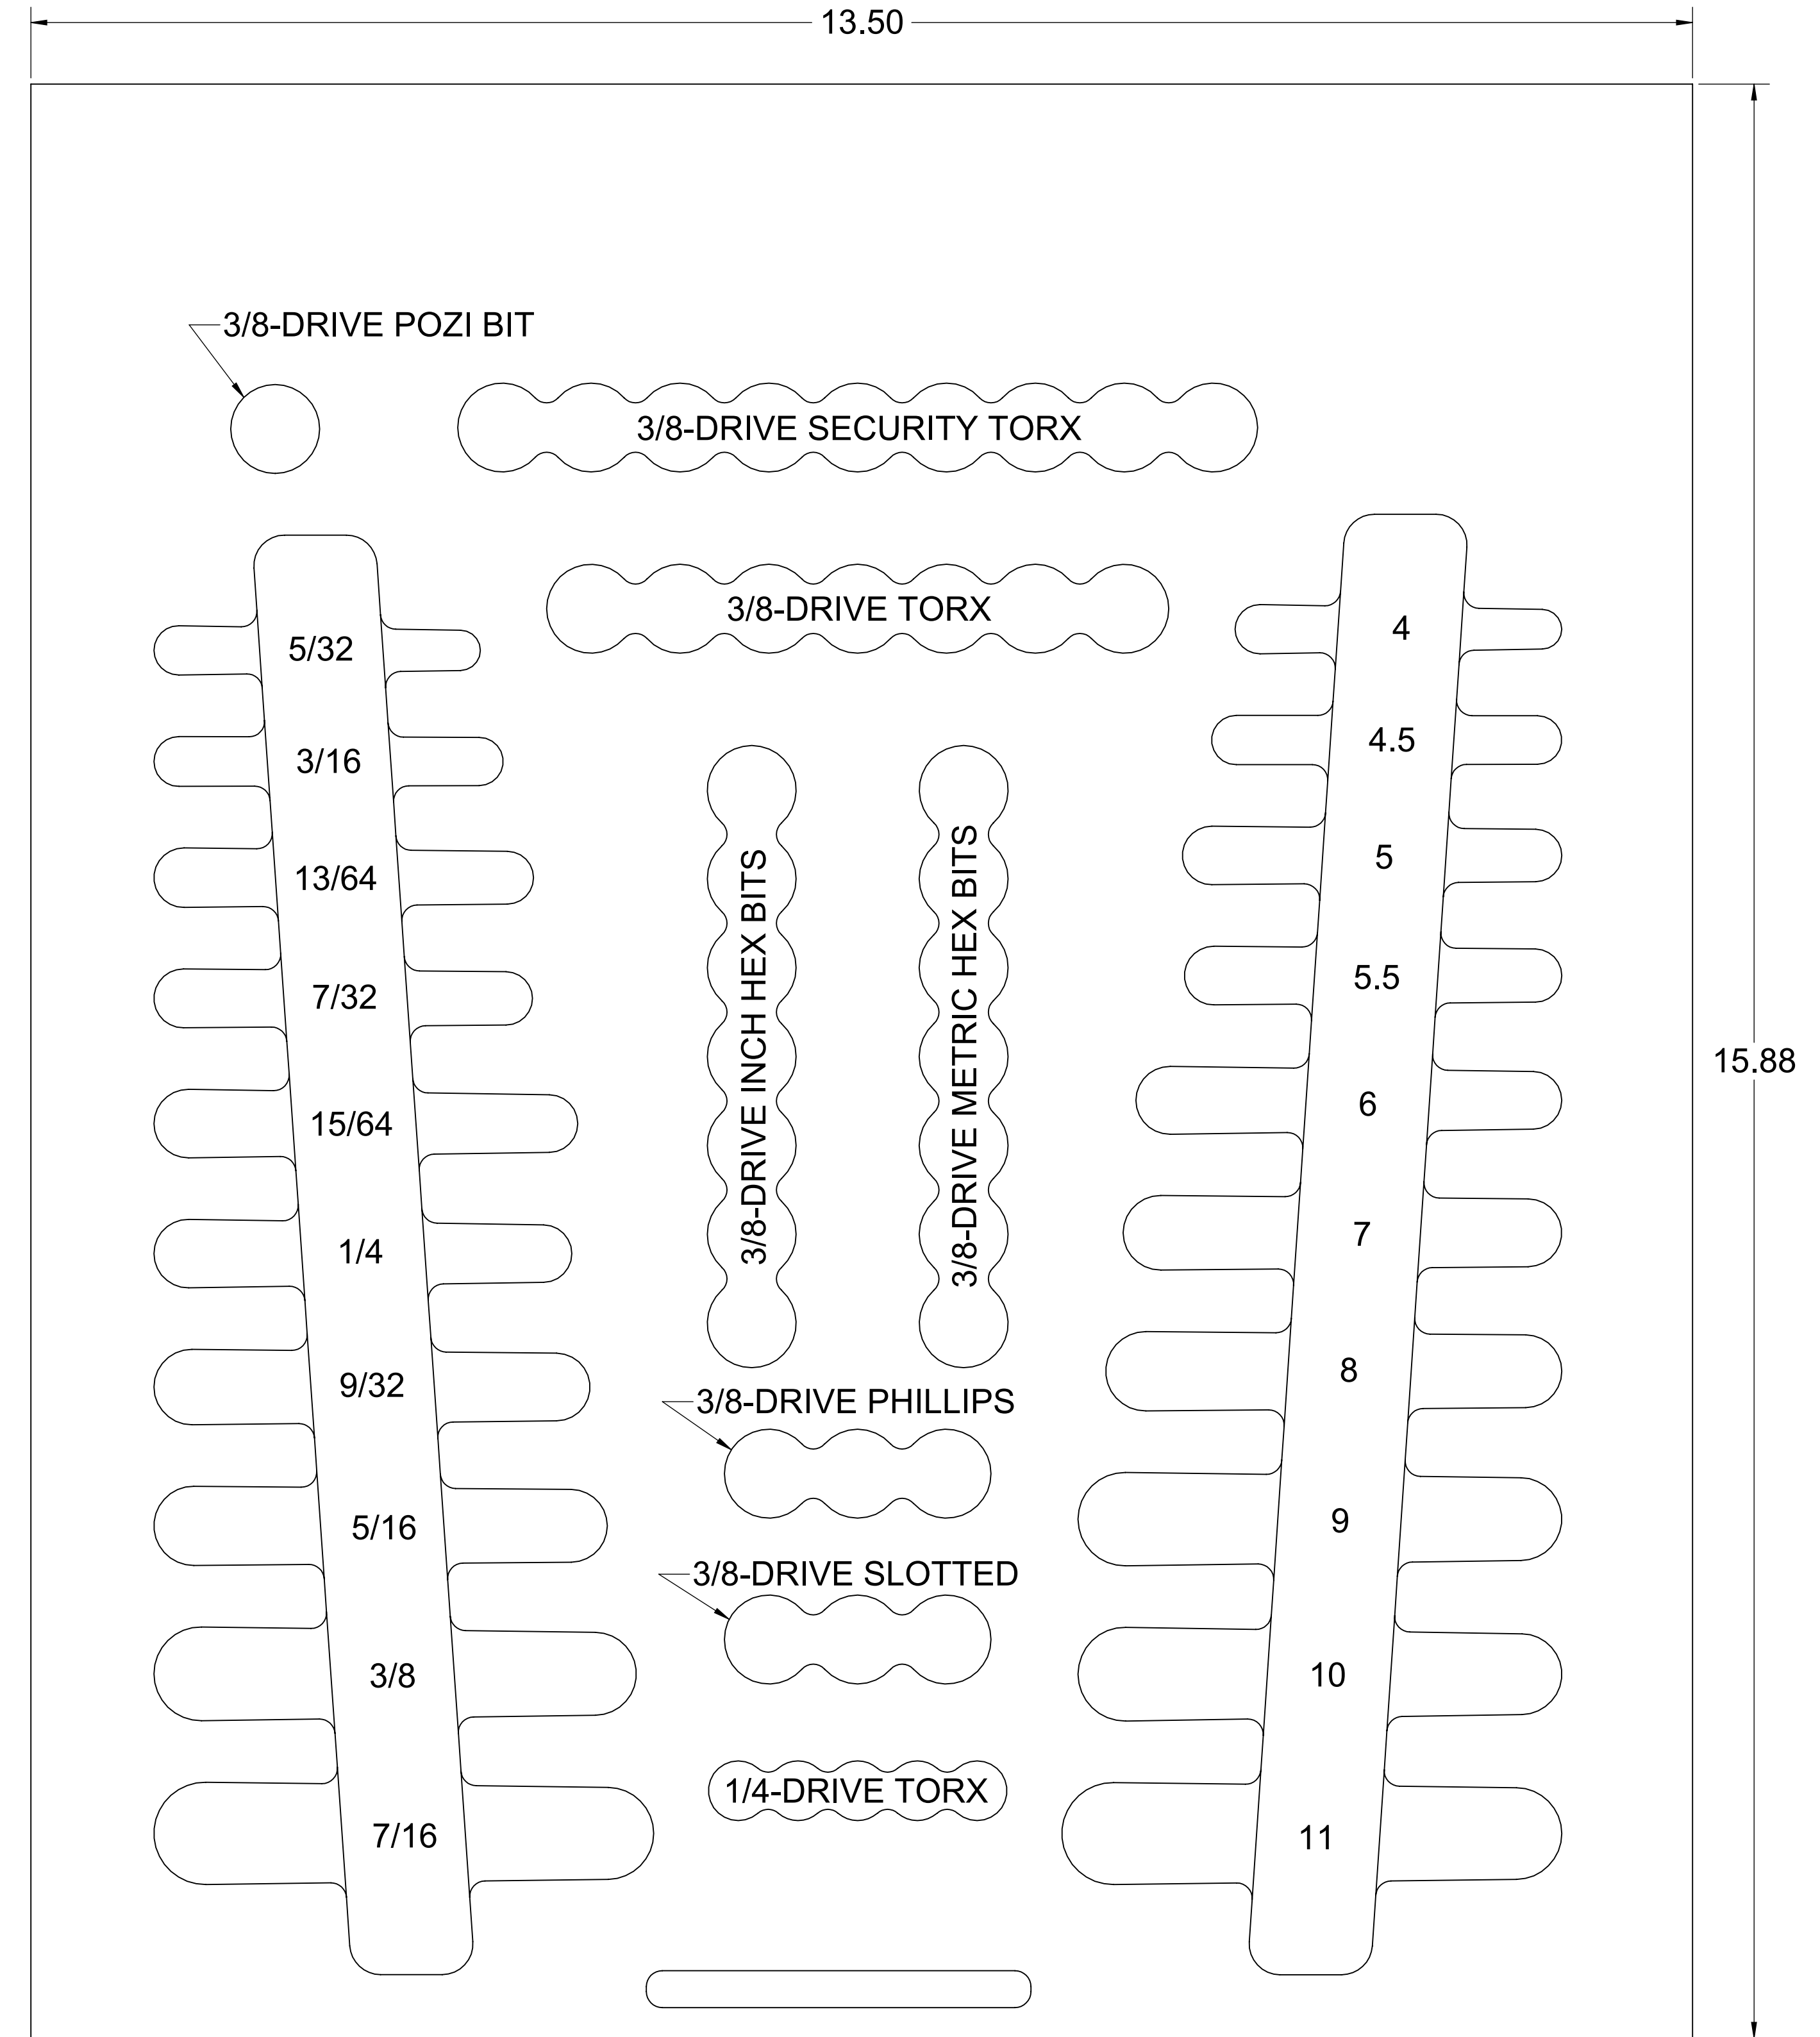 13.50
3/8-DRIVE POZI BIT
3/8-DRIVE SECURITY TORX
3/8-DRIVE TORX
5/32
3/16
13/64
7/32
15/64
1/4
9/32
5/16
3/8
7/16
3/8-DRIVE INCH HEX BITS
3/8-DRIVE METRIC HEX BITS
3/8-DRIVE PHILLIPS
3/8-DRIVE SLOTTED
1/4-DRIVE TORX
4
4.5
5
5.5
6
7
8
9
10
11
15.88